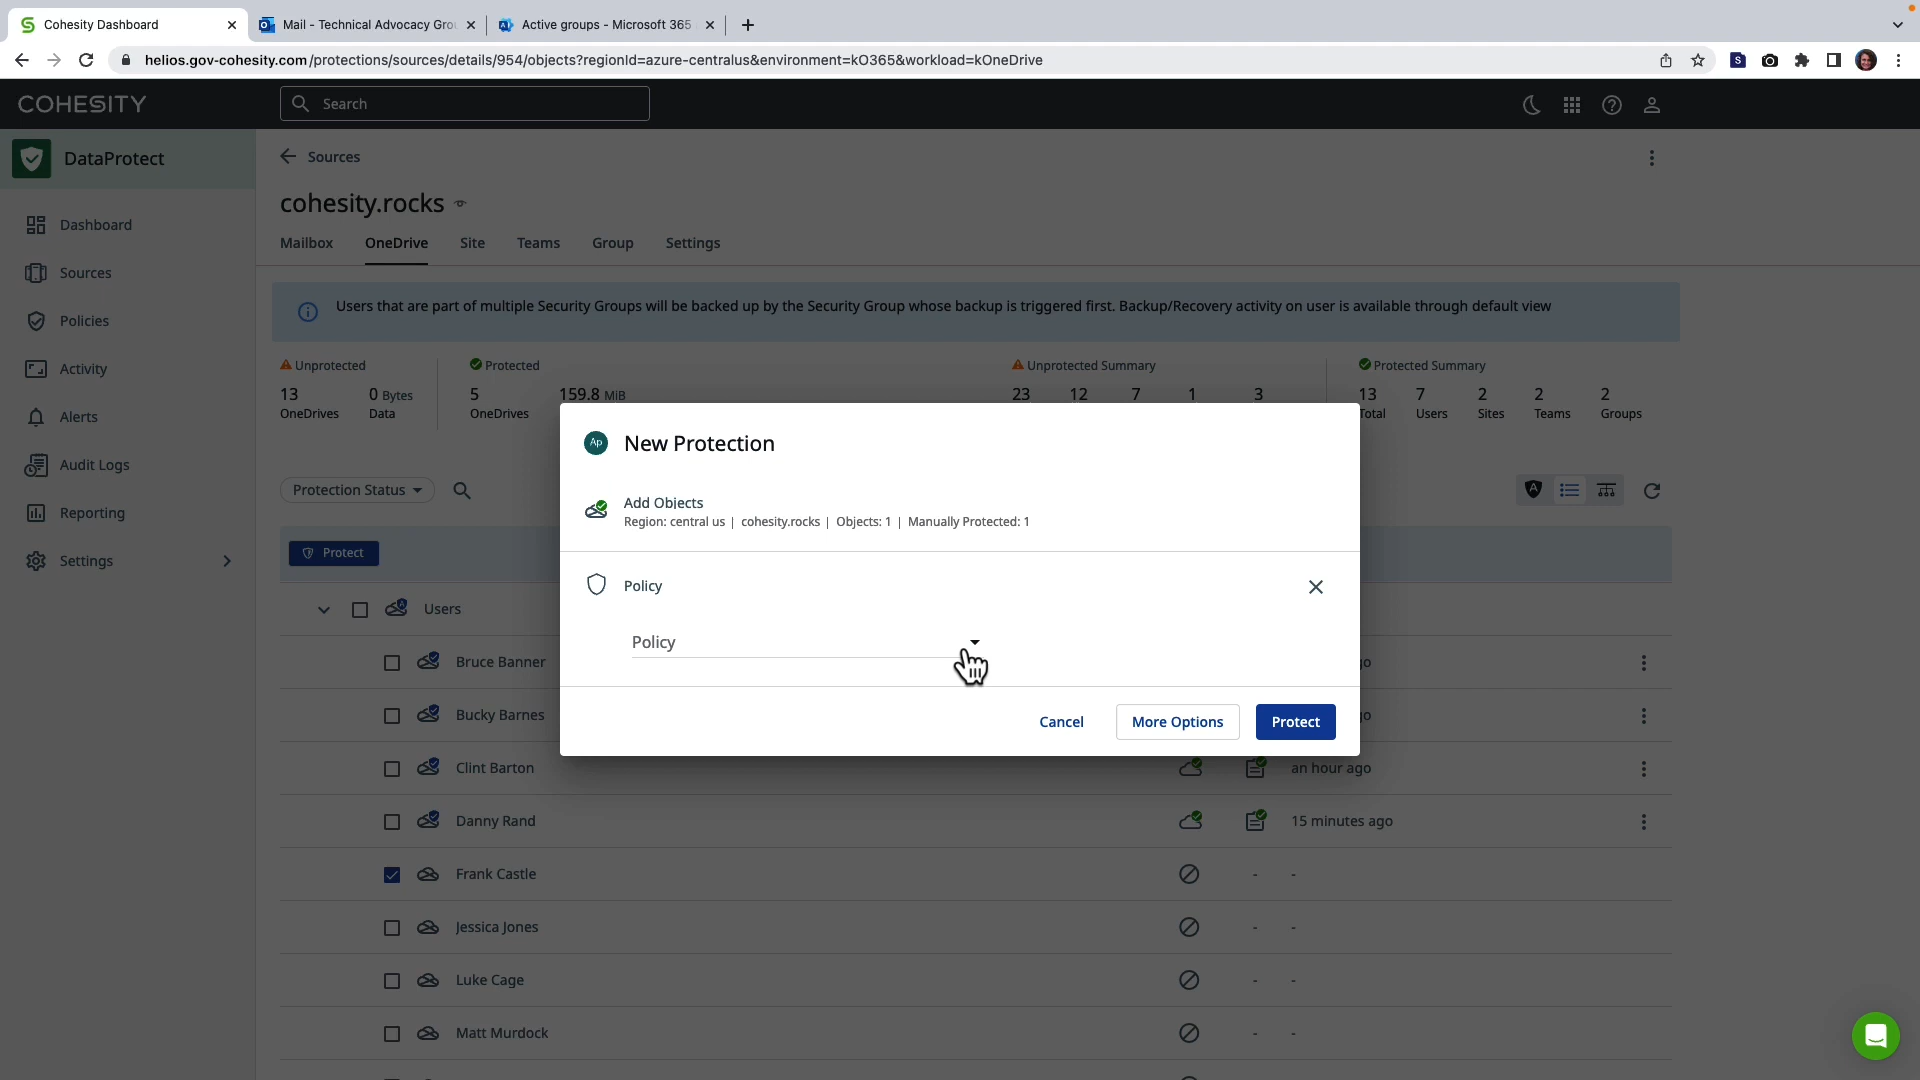 Cohesity Dashboard
Mail - Technical Advocacy Grou
Active groups - Microsoft 365
helios.gov-cohesity.com/protections/sources/details/954/objects?regionId=azure-centralus&environment=kO365&workload=kOneDrive
COHESITY
Search
DataProtect
Dashboard
Sources
Policies
Activity
Alerts
Audit Logs
Reporting
Settings
Sources
cohesity.rocks
Mailbox OneDrive Site Teams Group Settings
Users that are part of multiple Security Groups will be backed up by the Security Group whose backup is triggered first. Backup/Recovery activity on user is available through default view
Unprotected Protected Unprotected Summary Protected Summary
13 0 Bytes 5 159.8 MiB 23 12 7 1 3 13 7 2 2 2
OneDrives Data OneDrives Total Users Sites Teams Groups
Protection Status
Protect
Users
Bruce Banner
Bucky Barnes
Clint Barton an hour ago
Danny Rand 15 minutes ago
Frank Castle - -
Jessica Jones - -
Luke Cage - -
Matt Murdock - -
Ap New Protection
Add Objects
Region: central us | cohesity.rocks | Objects: 1 | Manually Protected: 1
Policy
Policy
Cancel More Options Protect